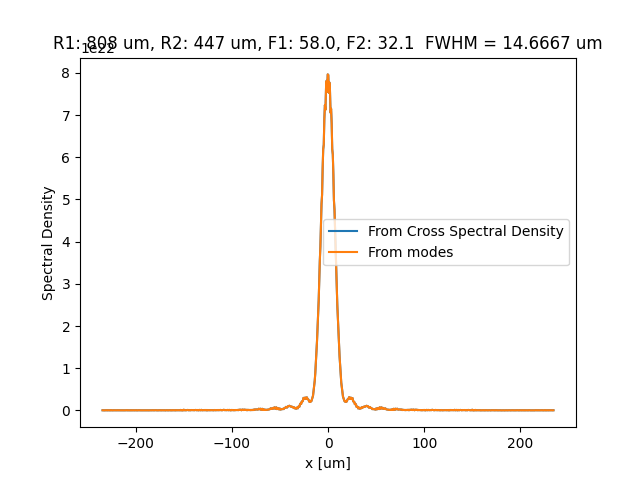 R1: 808 um, R2: 447 um, F1: 58.0, F2: 32.1  FWHM = 14.6667 um
1e22
8
7
6
5
4
3
2
1
0
Spectral Density
From Cross Spectral Density
From modes
−200
−100
0
100
200
x [um]